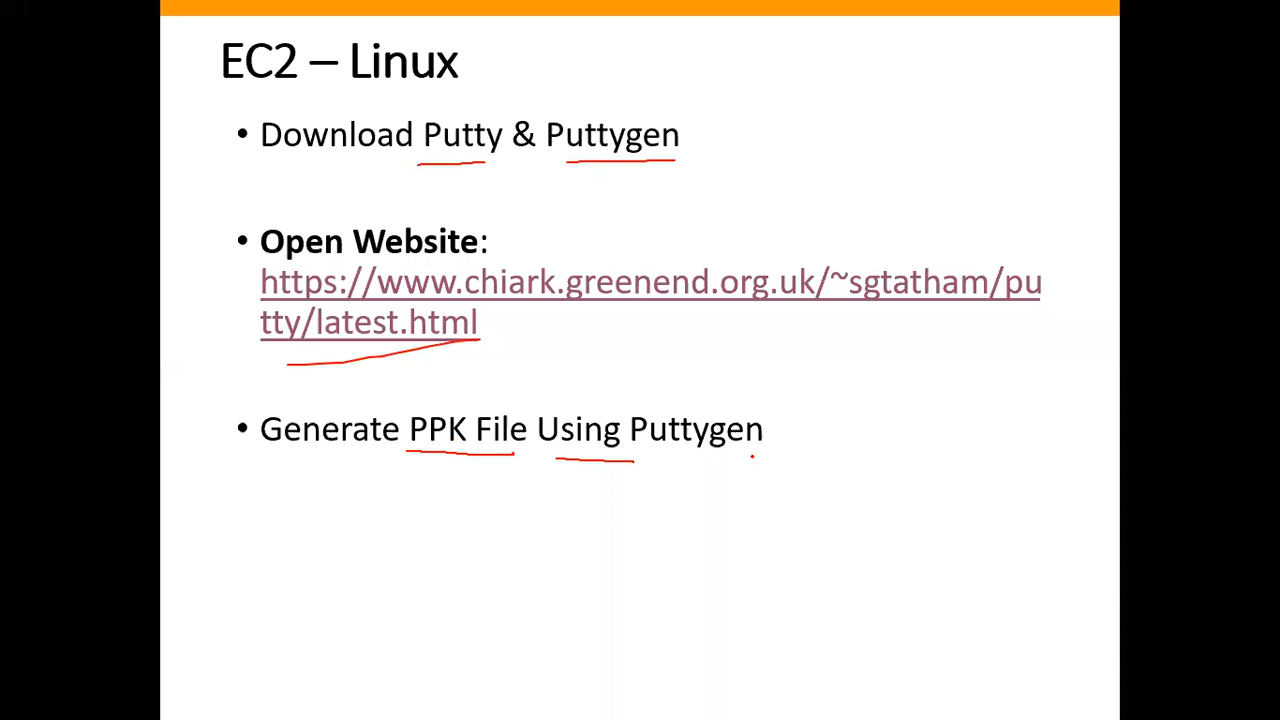 EC2 – Linux
• Download Putty & Puttygen
• Open Website:
https://www.chiark.greenend.org.uk/~sgtatham/pu
tty/latest.html
• Generate PPK File Using Puttygen